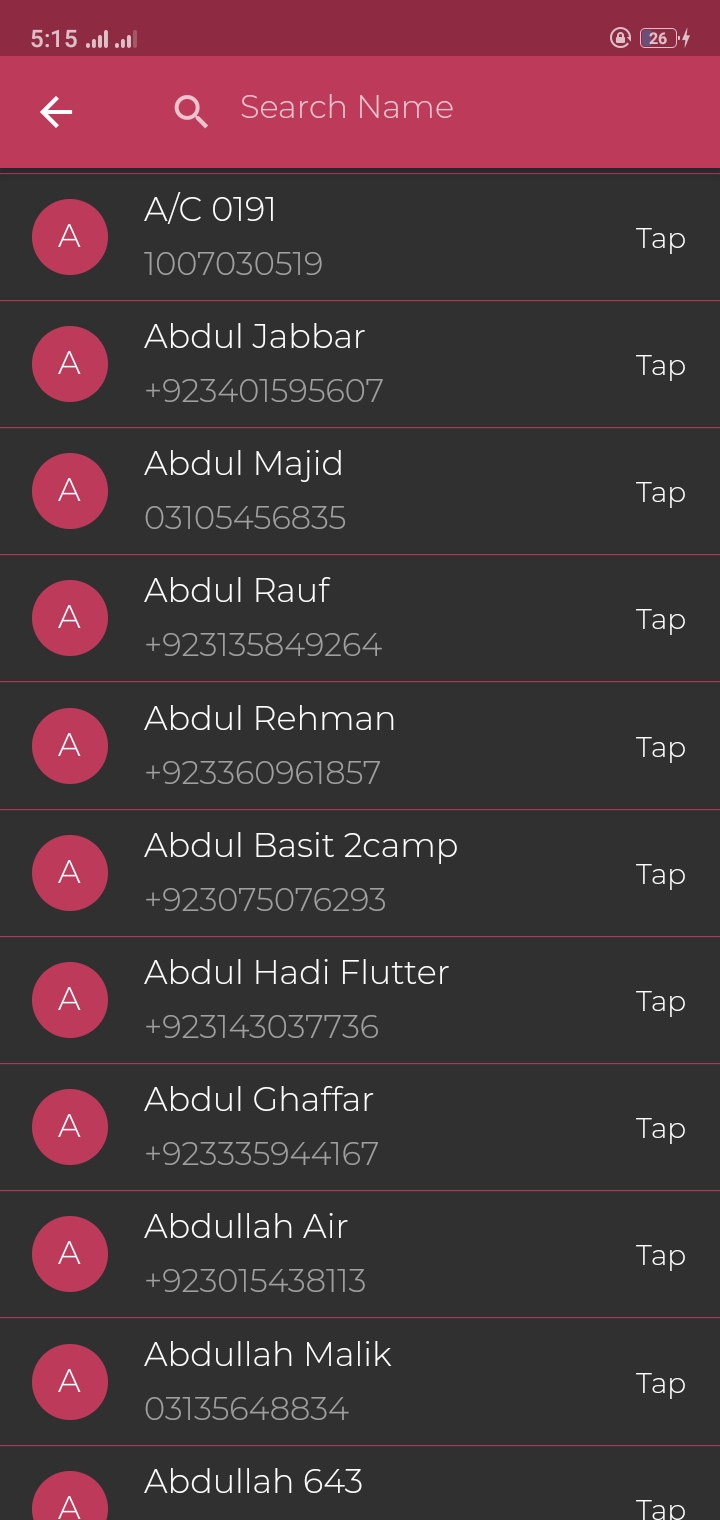 5:15
26
Search Name
A
A/C 0191
1007030519
Tap
A
Abdul Jabbar
+923401595607
Tap
A
Abdul Majid
03105456835
Tap
A
Abdul Rauf
+923135849264
Tap
A
Abdul Rehman
+923360961857
Tap
A
Abdul Basit 2camp
+923075076293
Tap
A
Abdul Hadi Flutter
+923143037736
Tap
A
Abdul Ghaffar
+923335944167
Tap
A
Abdullah Air
+923015438113
Tap
A
Abdullah Malik
03135648834
Tap
A
Abdullah 643
Tap